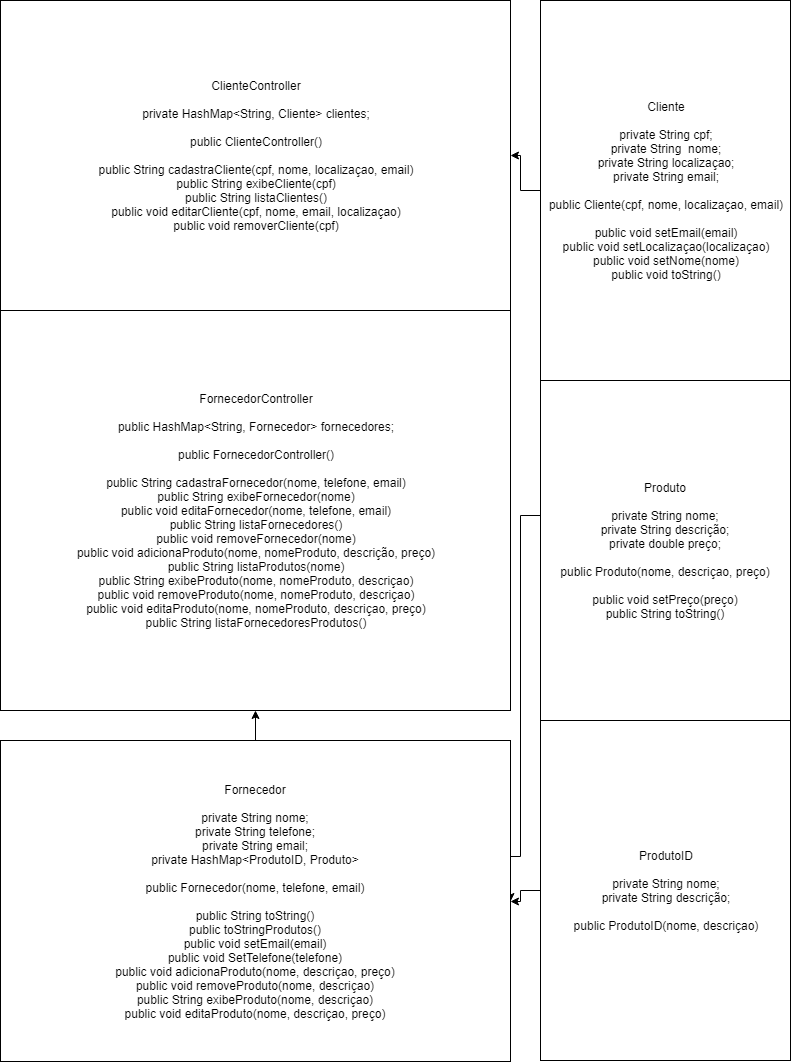 ClienteController
private HashMap<String, Cliente> clientes;
public ClienteController()
public String cadastraCliente(cpf, nome, localizaçao, email)
public String exibeCliente(cpf)
public String listaClientes()
public void editarCliente(cpf, nome, email, localizaçao)
public void removerCliente(cpf)
Cliente
private String cpf;
private String  nome;
private String localizaçao;
private String email;
public Cliente(cpf, nome, localizaçao, email)
public void setEmail(email)
public void setLocalizaçao(localizaçao)
public void setNome(nome)
public void toString()
FornecedorController
public HashMap<String, Fornecedor> fornecedores;
public FornecedorController()
public String cadastraFornecedor(nome, telefone, email)
public String exibeFornecedor(nome)
public void editaFornecedor(nome, telefone, email)
public String listaFornecedores()
public void removeFornecedor(nome)
public void adicionaProduto(nome, nomeProduto, descrição, preço)
public String listaProdutos(nome)
public String exibeProduto(nome, nomeProduto, descriçao)
public void removeProduto(nome, nomeProduto, descriçao)
public void editaProduto(nome, nomeProduto, descriçao, preço)
public String listaFornecedoresProdutos()
Produto
private String nome;
private String descrição;
private double preço;
public Produto(nome, descriçao, preço)
public void setPreço(preço)
public String toString()
Fornecedor
private String nome;
private String telefone;
private String email;
private HashMap<ProdutoID, Produto>
public Fornecedor(nome, telefone, email)
public String toString()
public toStringProdutos()
public void setEmail(email)
public void SetTelefone(telefone)
public void adicionaProduto(nome, descriçao, preço)
public void removeProduto(nome, descriçao)
public String exibeProduto(nome, descriçao)
public void editaProduto(nome, descriçao, preço)
ProdutoID
private String nome;
private String descrição;
public ProdutoID(nome, descriçao)